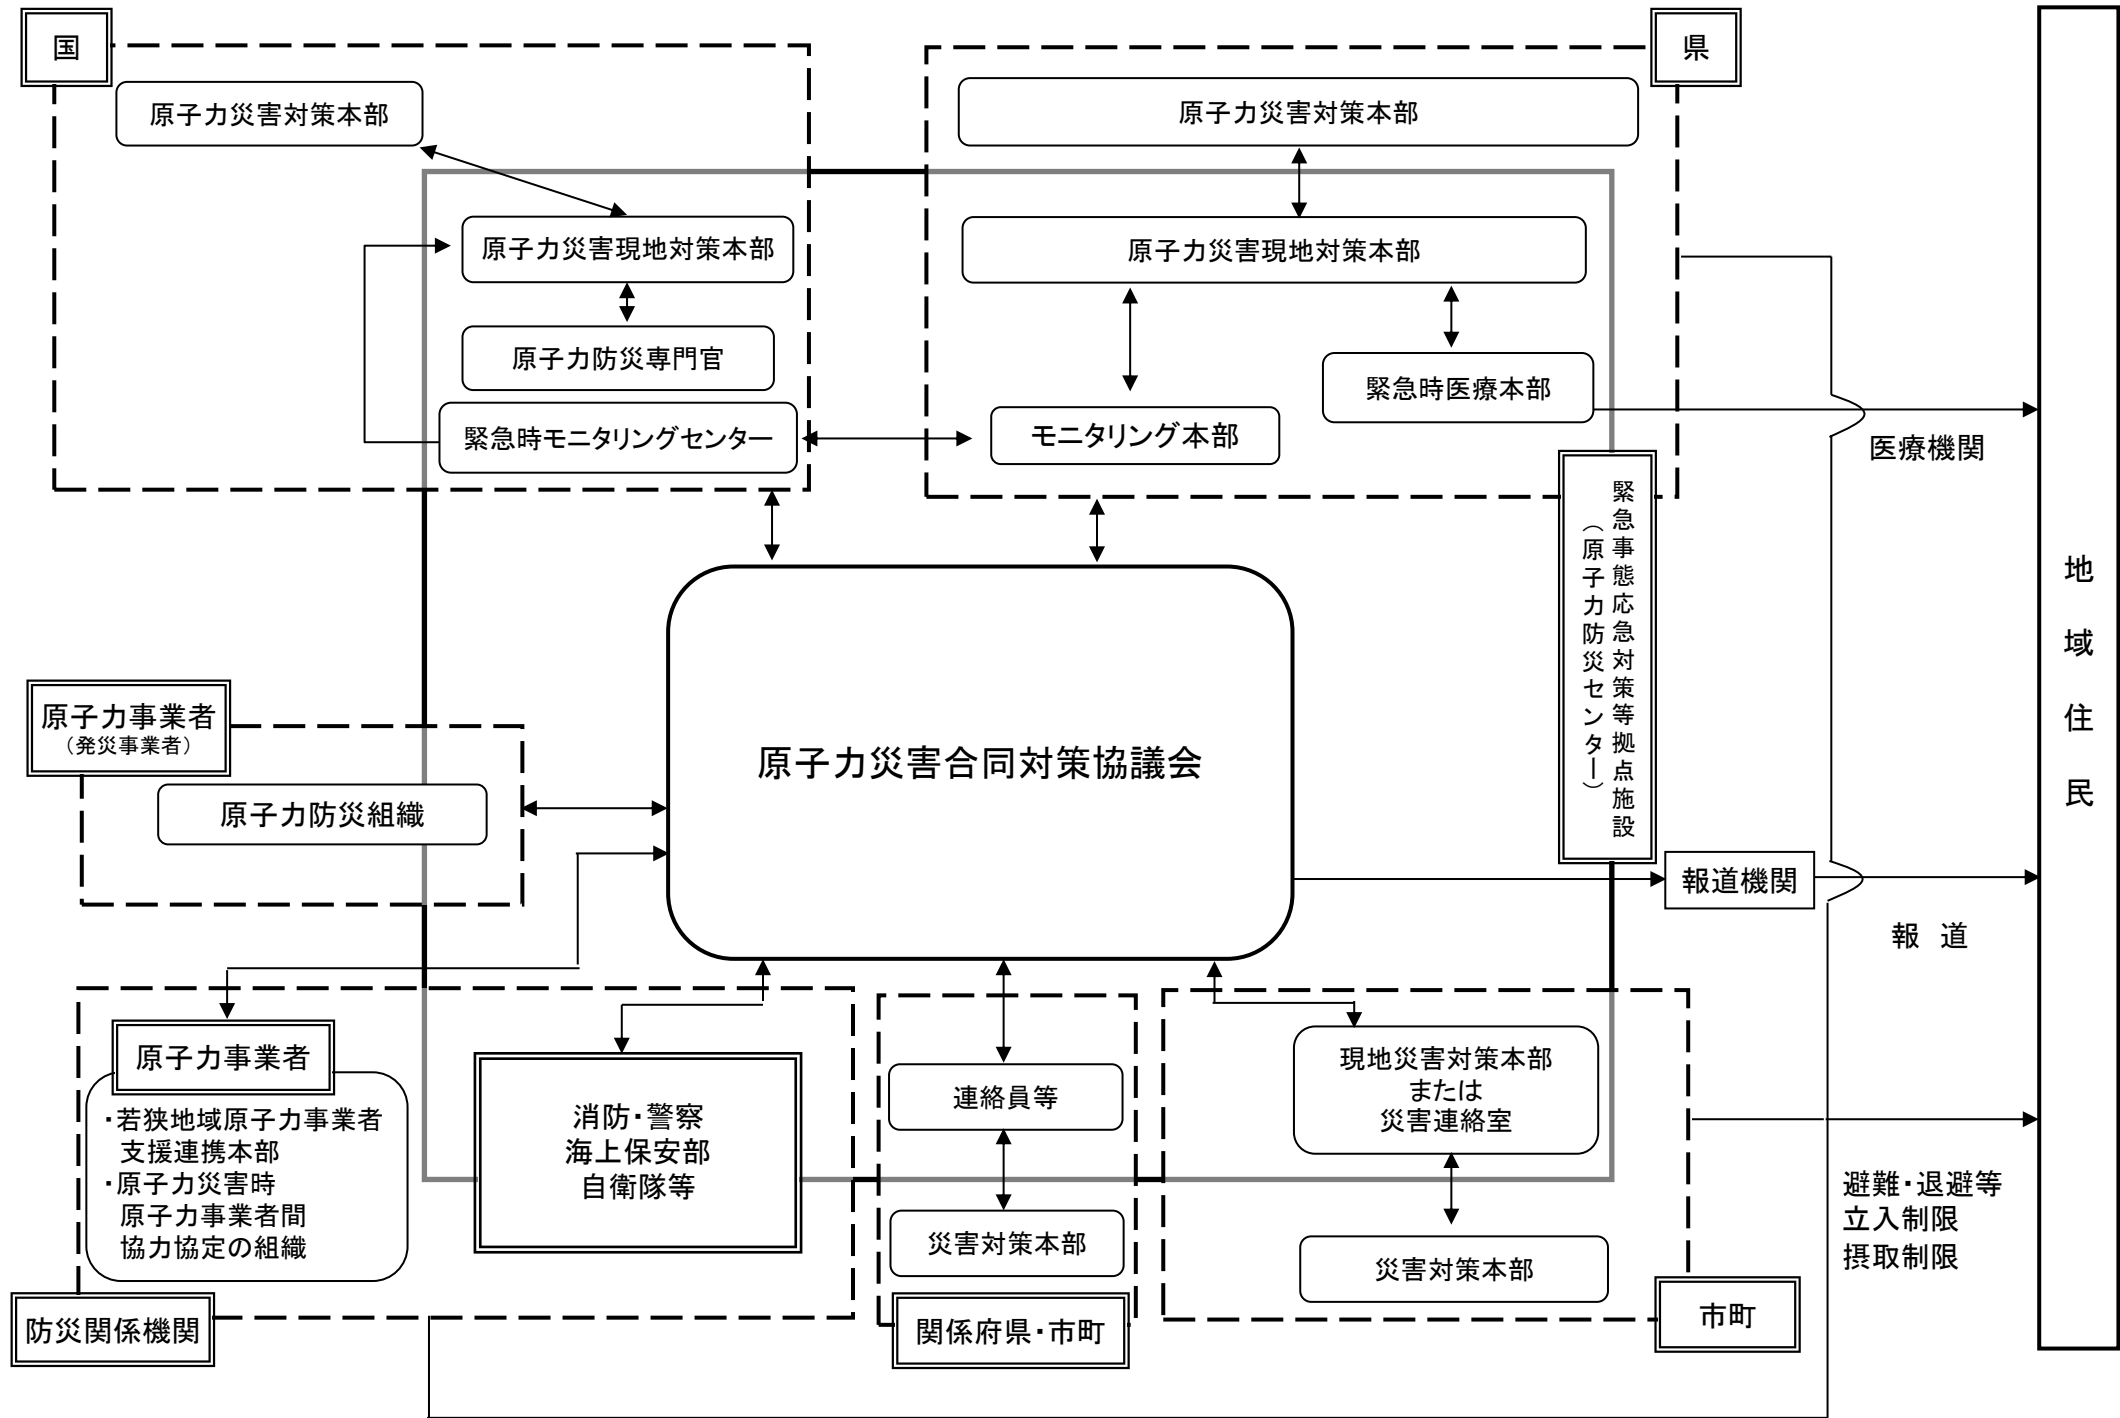 国
原子力災害対策本部
原子力災害現地対策本部
原子力防災専門官
緊急時モニタリングセンター
県
原子力災害対策本部
原子力災害現地対策本部
緊急時医療本部
モニタリング本部
緊急事態応急対策等拠点施設
（原子力防災センター）
医療機関
地域住民
原子力事業者
（発災事業者）
原子力防災組織
原子力災害合同対策協議会
報道機関
報 道
原子力事業者
・若狭地域原子力事業者
支援連携本部
・原子力災害時
原子力事業者間
協力協定の組織
消防・警察
海上保安部
自衛隊等
防災関係機関
連絡員等
災害対策本部
関係府県・市町
現地災害対策本部
または
災害連絡室
災害対策本部
市町
避難・退避等
立入制限
摂取制限